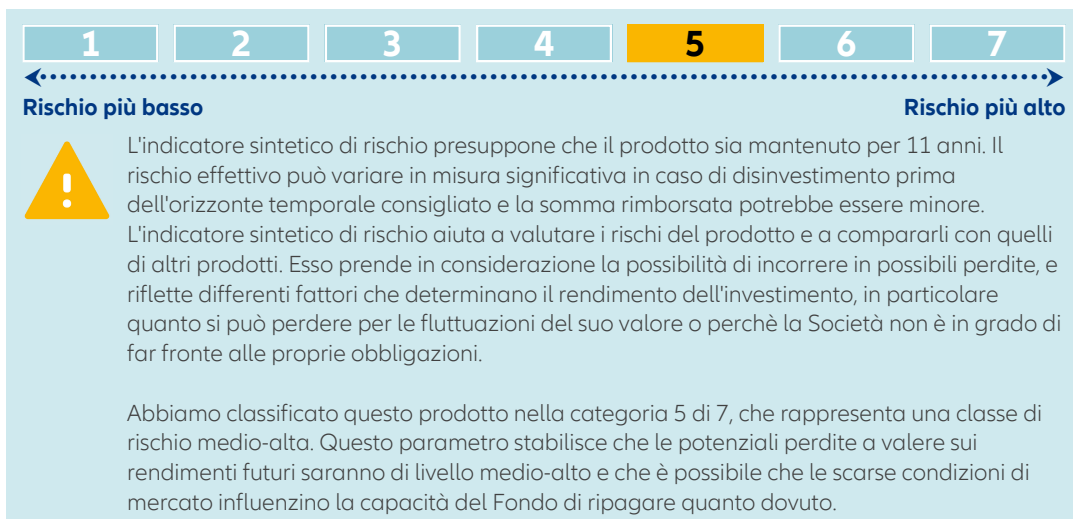 1 2 3 4 5 6 7
Rischio più basso Rischio più alto
L'indicatore sintetico di rischio presuppone che il prodotto sia mantenuto per 11 anni. Il
rischio effettivo può variare in misura significativa in caso di disinvestimento prima
dell'orizzonte temporale consigliato e la somma rimborsata potrebbe essere minore.
L'indicatore sintetico di rischio aiuta a valutare i rischi del prodotto e a compararli con quelli
di altri prodotti. Esso prende in considerazione la possibilità di incorrere in possibili perdite, e
riflette differenti fattori che determinano il rendimento dell'investimento, in particolare
quanto si può perdere per le fluttuazioni del suo valore o perchè la Società non è in grado di
far fronte alle proprie obbligazioni.
Abbiamo classificato questo prodotto nella categoria 5 di 7, che rappresenta una classe di
rischio medio-alta. Questo parametro stabilisce che le potenziali perdite a valere sui
rendimenti futuri saranno di livello medio-alto e che è possibile che le scarse condizioni di
mercato influenzino la capacità del Fondo di ripagare quanto dovuto.